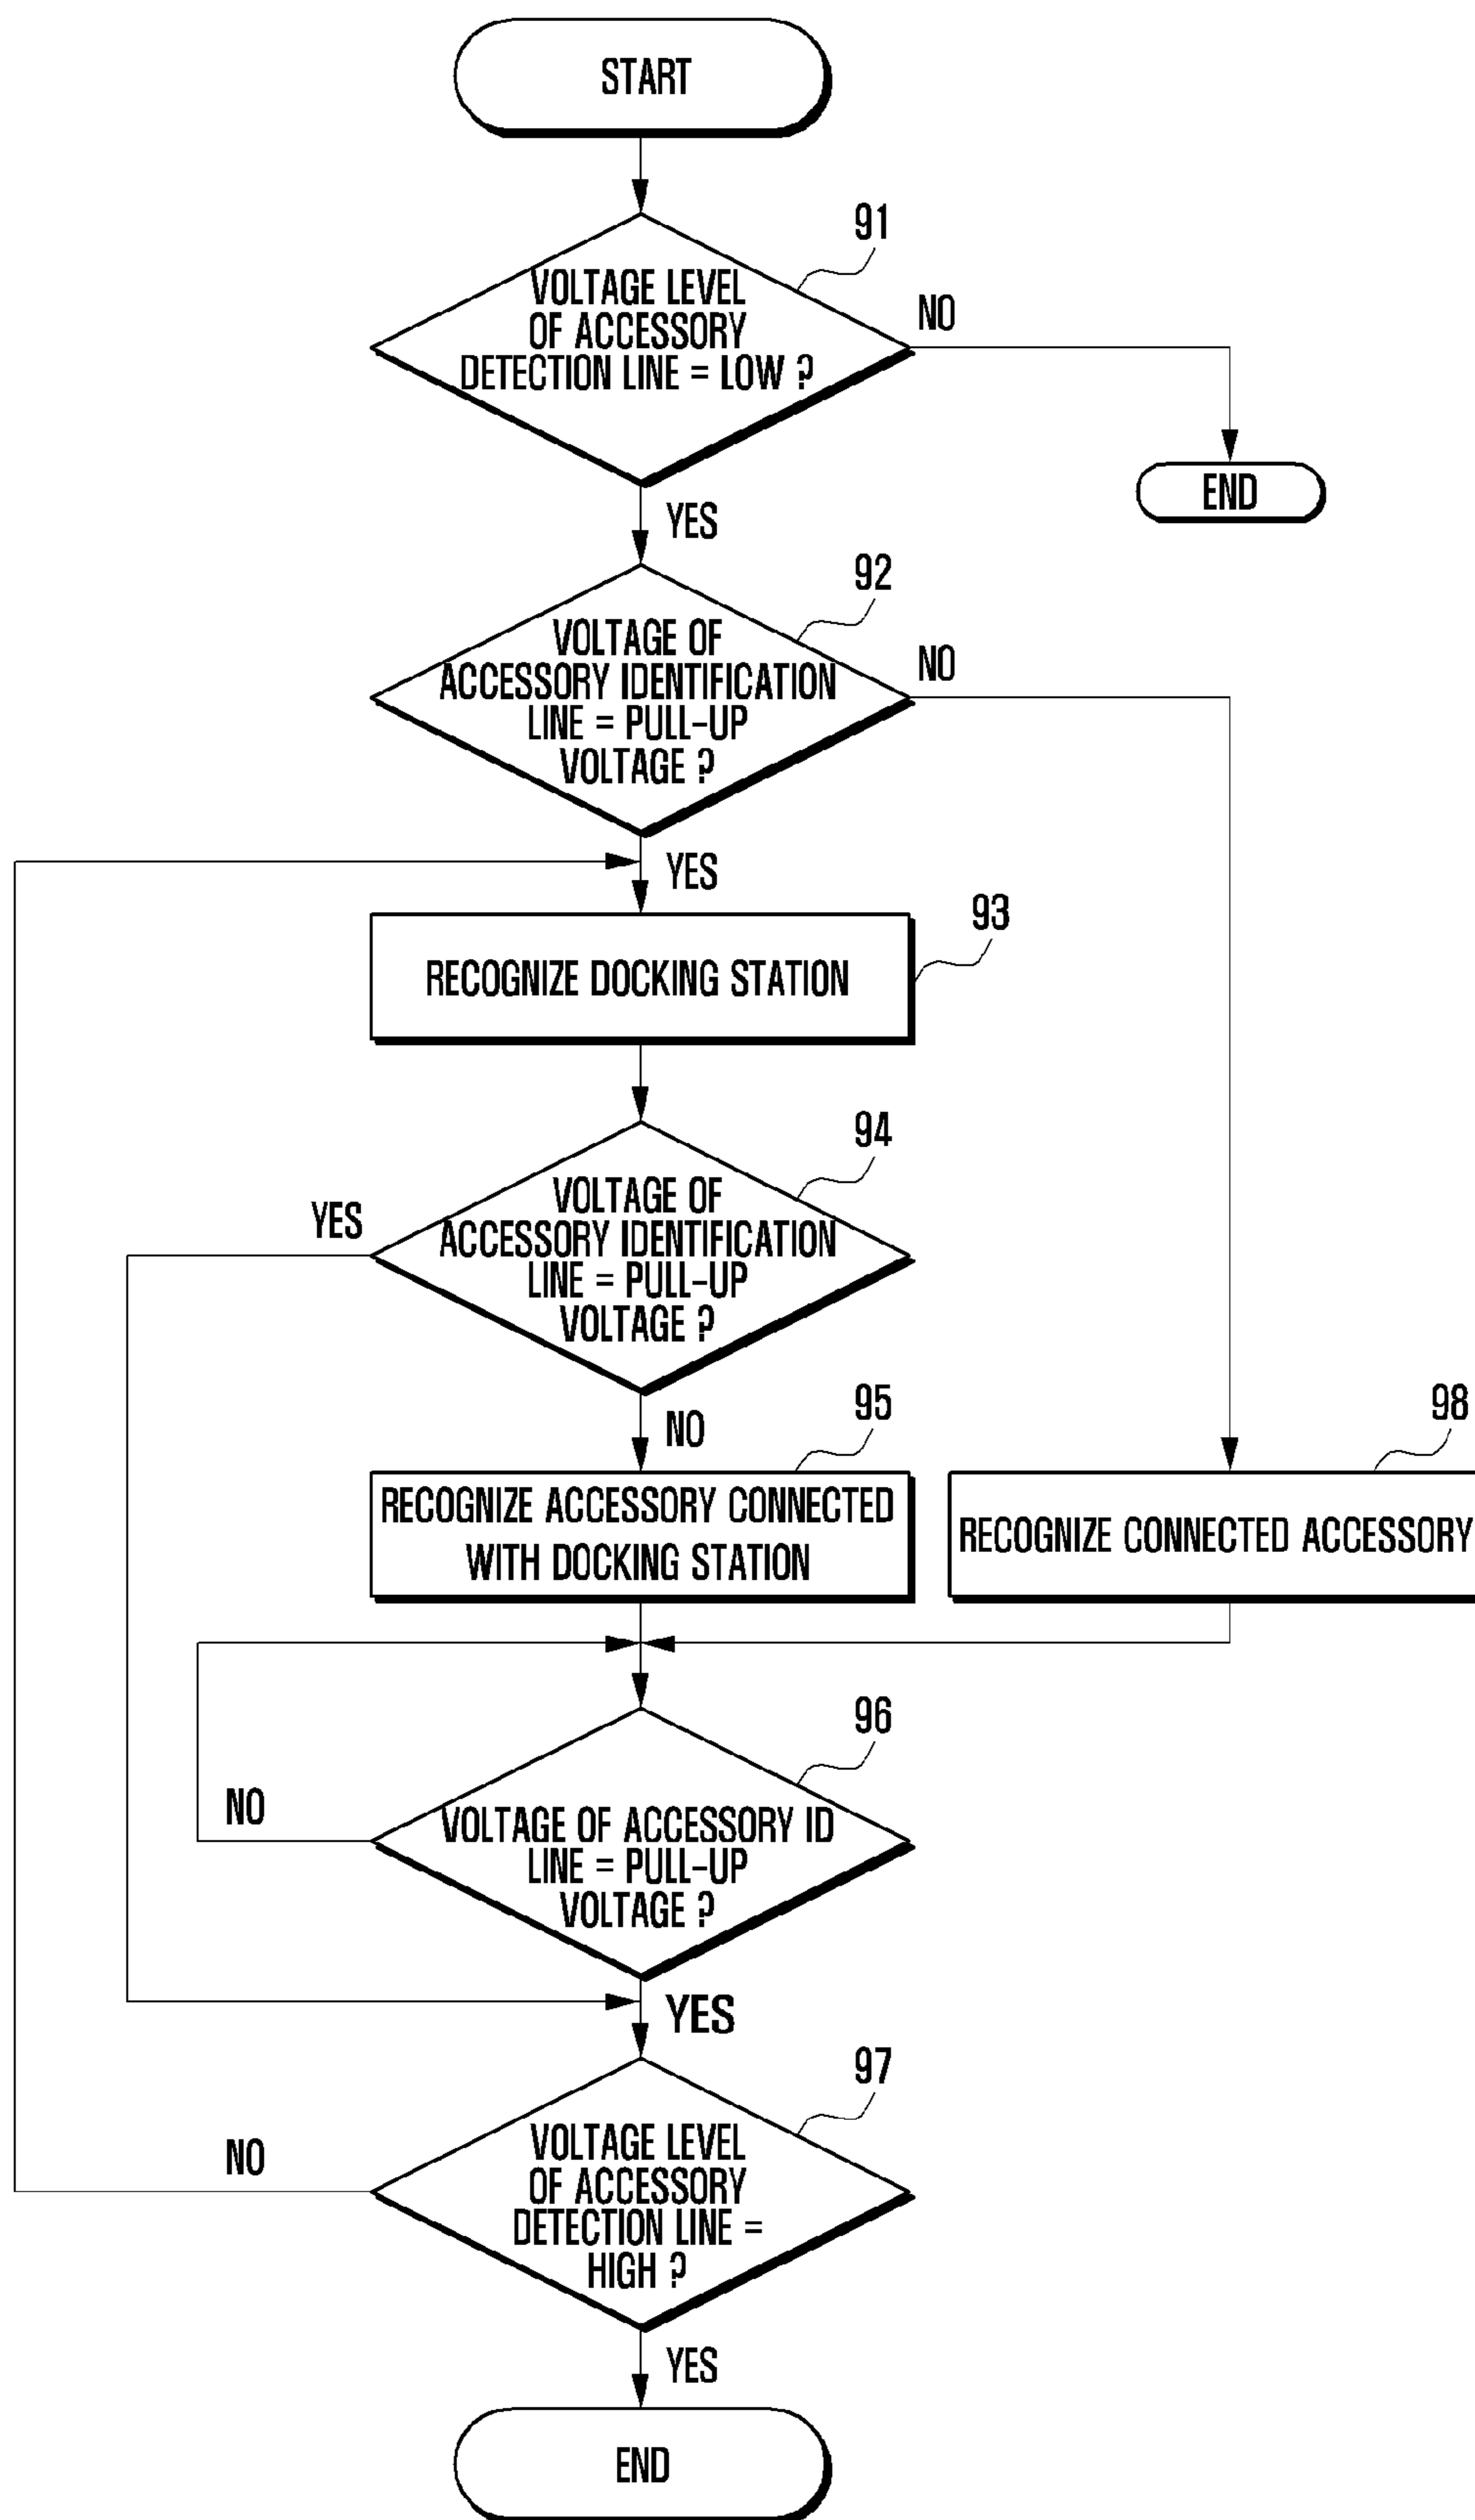 START
91
VOLTAGE LEVEL
OF ACCESSORY
DETECTION LINE = LOW ?
NO
END
YES
92
VOLTAGE OF
ACCESSORY IDENTIFICATION
LINE = PULL-UP
VOLTAGE ?
NO
YES
93
RECOGNIZE DOCKING STATION
94
VOLTAGE OF
ACCESSORY IDENTIFICATION
LINE = PULL-UP
VOLTAGE ?
YES
NO
95
RECOGNIZE ACCESSORY CONNECTED
WITH DOCKING STATION
98
RECOGNIZE CONNECTED ACCESSORY
96
VOLTAGE OF ACCESSORY ID
LINE = PULL-UP
VOLTAGE ?
NO
YES
97
VOLTAGE LEVEL
OF ACCESSORY
DETECTION LINE =
HIGH ?
NO
YES
END